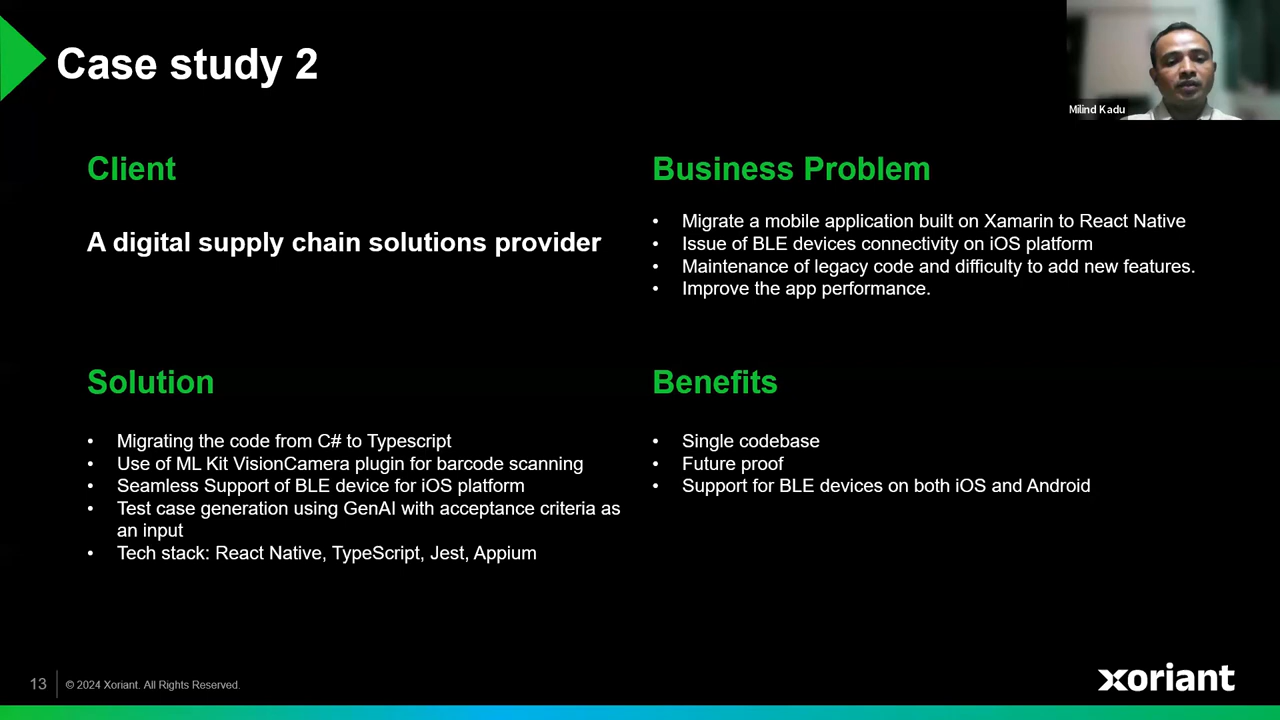 Case study 2
Milind Kadu
Client
A digital supply chain solutions provider
Business Problem
• Migrate a mobile application built on Xamarin to React Native
• Issue of BLE devices connectivity on iOS platform
• Maintenance of legacy code and difficulty to add new features.
• Improve the app performance.
Solution
• Migrating the code from C# to Typescript
• Use of ML Kit VisionCamera plugin for barcode scanning
• Seamless Support of BLE device for iOS platform
• Test case generation using GenAI with acceptance criteria as
an input
• Tech stack: React Native, TypeScript, Jest, Appium
Benefits
• Single codebase
• Future proof
• Support for BLE devices on both iOS and Android
13
© 2024 Xoriant. All Rights Reserved.
xoriant